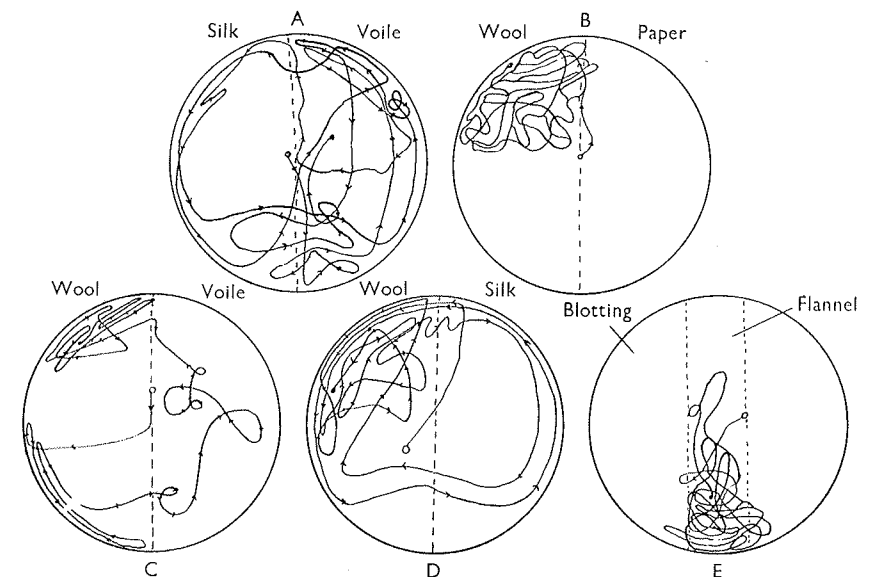 A
Silk Voile
B
Wool Paper
Wool Voile
C
Wool Silk
D
Blotting Flannel
E